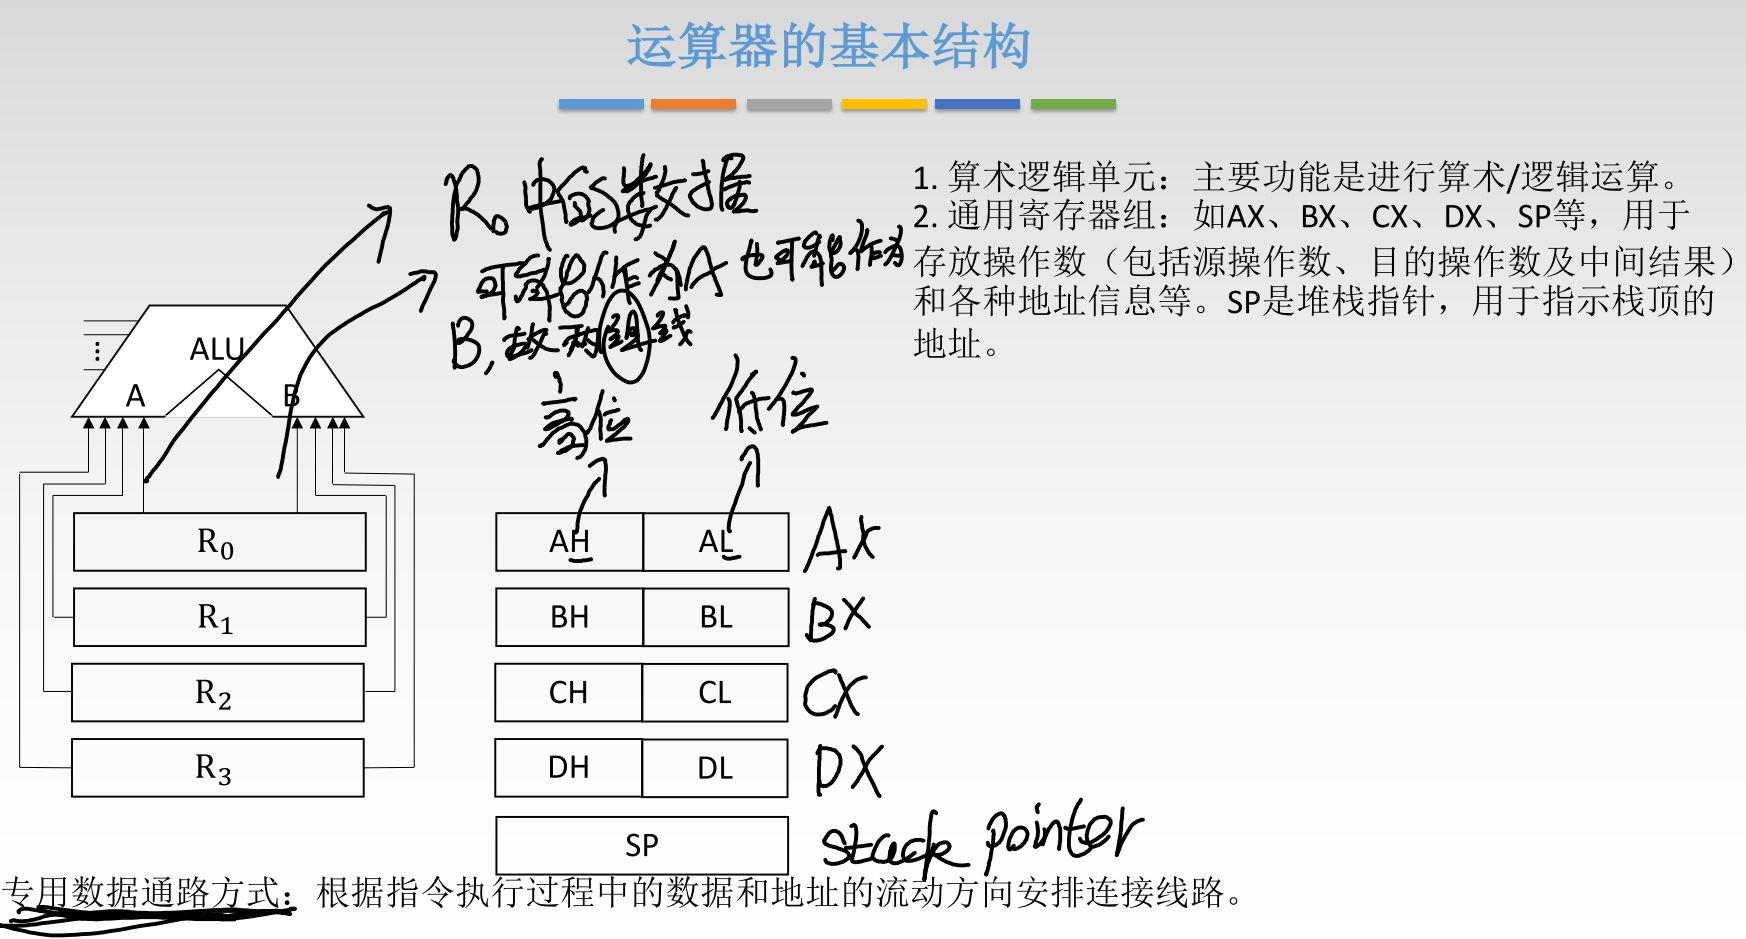 运算器的基本结构
R₀中的数据
可能作为A也可能作为
B,故两组线
高位 低位
1. 算术逻辑单元：主要功能是进行算术/逻辑运算。
2. 通用寄存器组：如AX、BX、CX、DX、SP等，用于
存放操作数（包括源操作数、目的操作数及中间结果）
和各种地址信息等。SP是堆栈指针，用于指示栈顶的
地址。
ALU
A B
R₀
R₁
R₂
R₃
AH AL AX
BH BL BX
CH CL CX
DH DL DX
SP stack pointer
专用数据通路方式：根据指令执行过程中的数据和地址的流动方向安排连接线路。